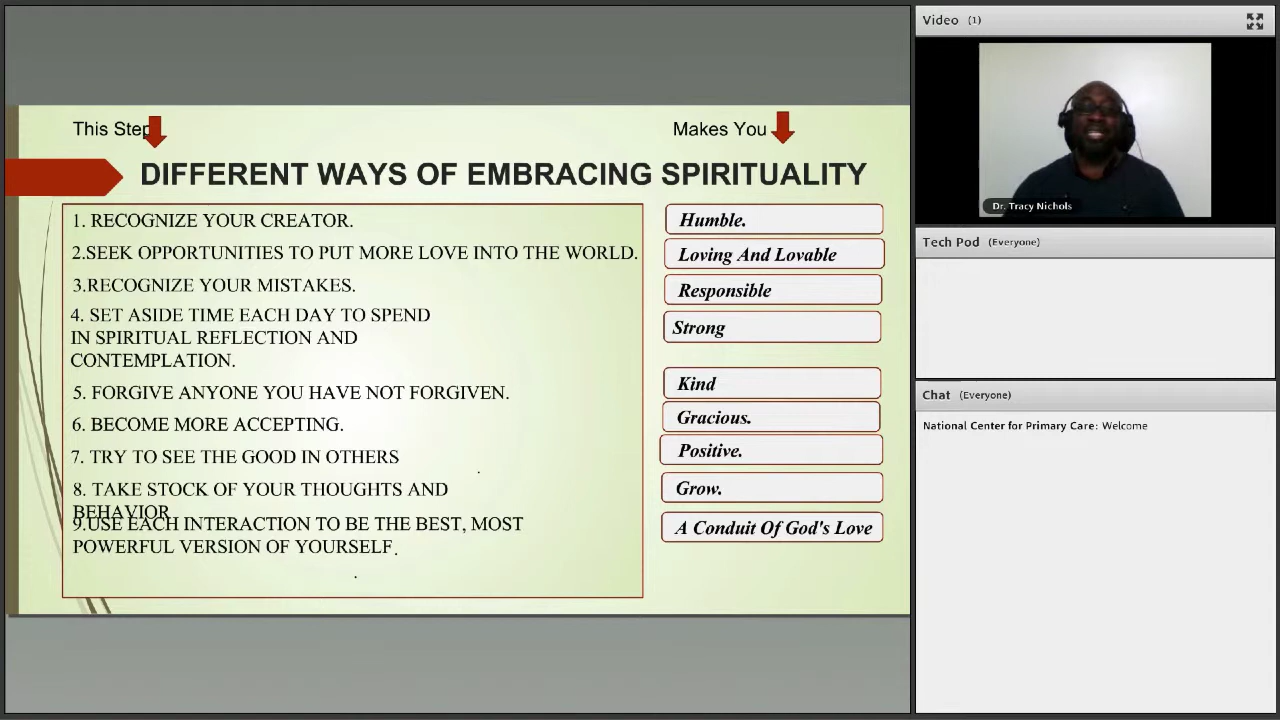 This Step
Makes You
DIFFERENT WAYS OF EMBRACING SPIRITUALITY
1. RECOGNIZE YOUR CREATOR.
Humble.
2.SEEK OPPORTUNITIES TO PUT MORE LOVE INTO THE WORLD.
Loving And Lovable
3.RECOGNIZE YOUR MISTAKES.
Responsible
4. SET ASIDE TIME EACH DAY TO SPEND
IN SPIRITUAL REFLECTION AND
CONTEMPLATION.
Strong
5. FORGIVE ANYONE YOU HAVE NOT FORGIVEN.
Kind
6. BECOME MORE ACCEPTING.
Gracious.
7. TRY TO SEE THE GOOD IN OTHERS
.
Positive.
8. TAKE STOCK OF YOUR THOUGHTS AND
BEHAVIOR
Grow.
9.USE EACH INTERACTION TO BE THE BEST, MOST
POWERFUL VERSION OF YOURSELF.
.
A Conduit Of God's Love
Video (1)
Dr. Tracy Nichols
Tech Pod (Everyone)
Chat (Everyone)
National Center for Primary Care: Welcome